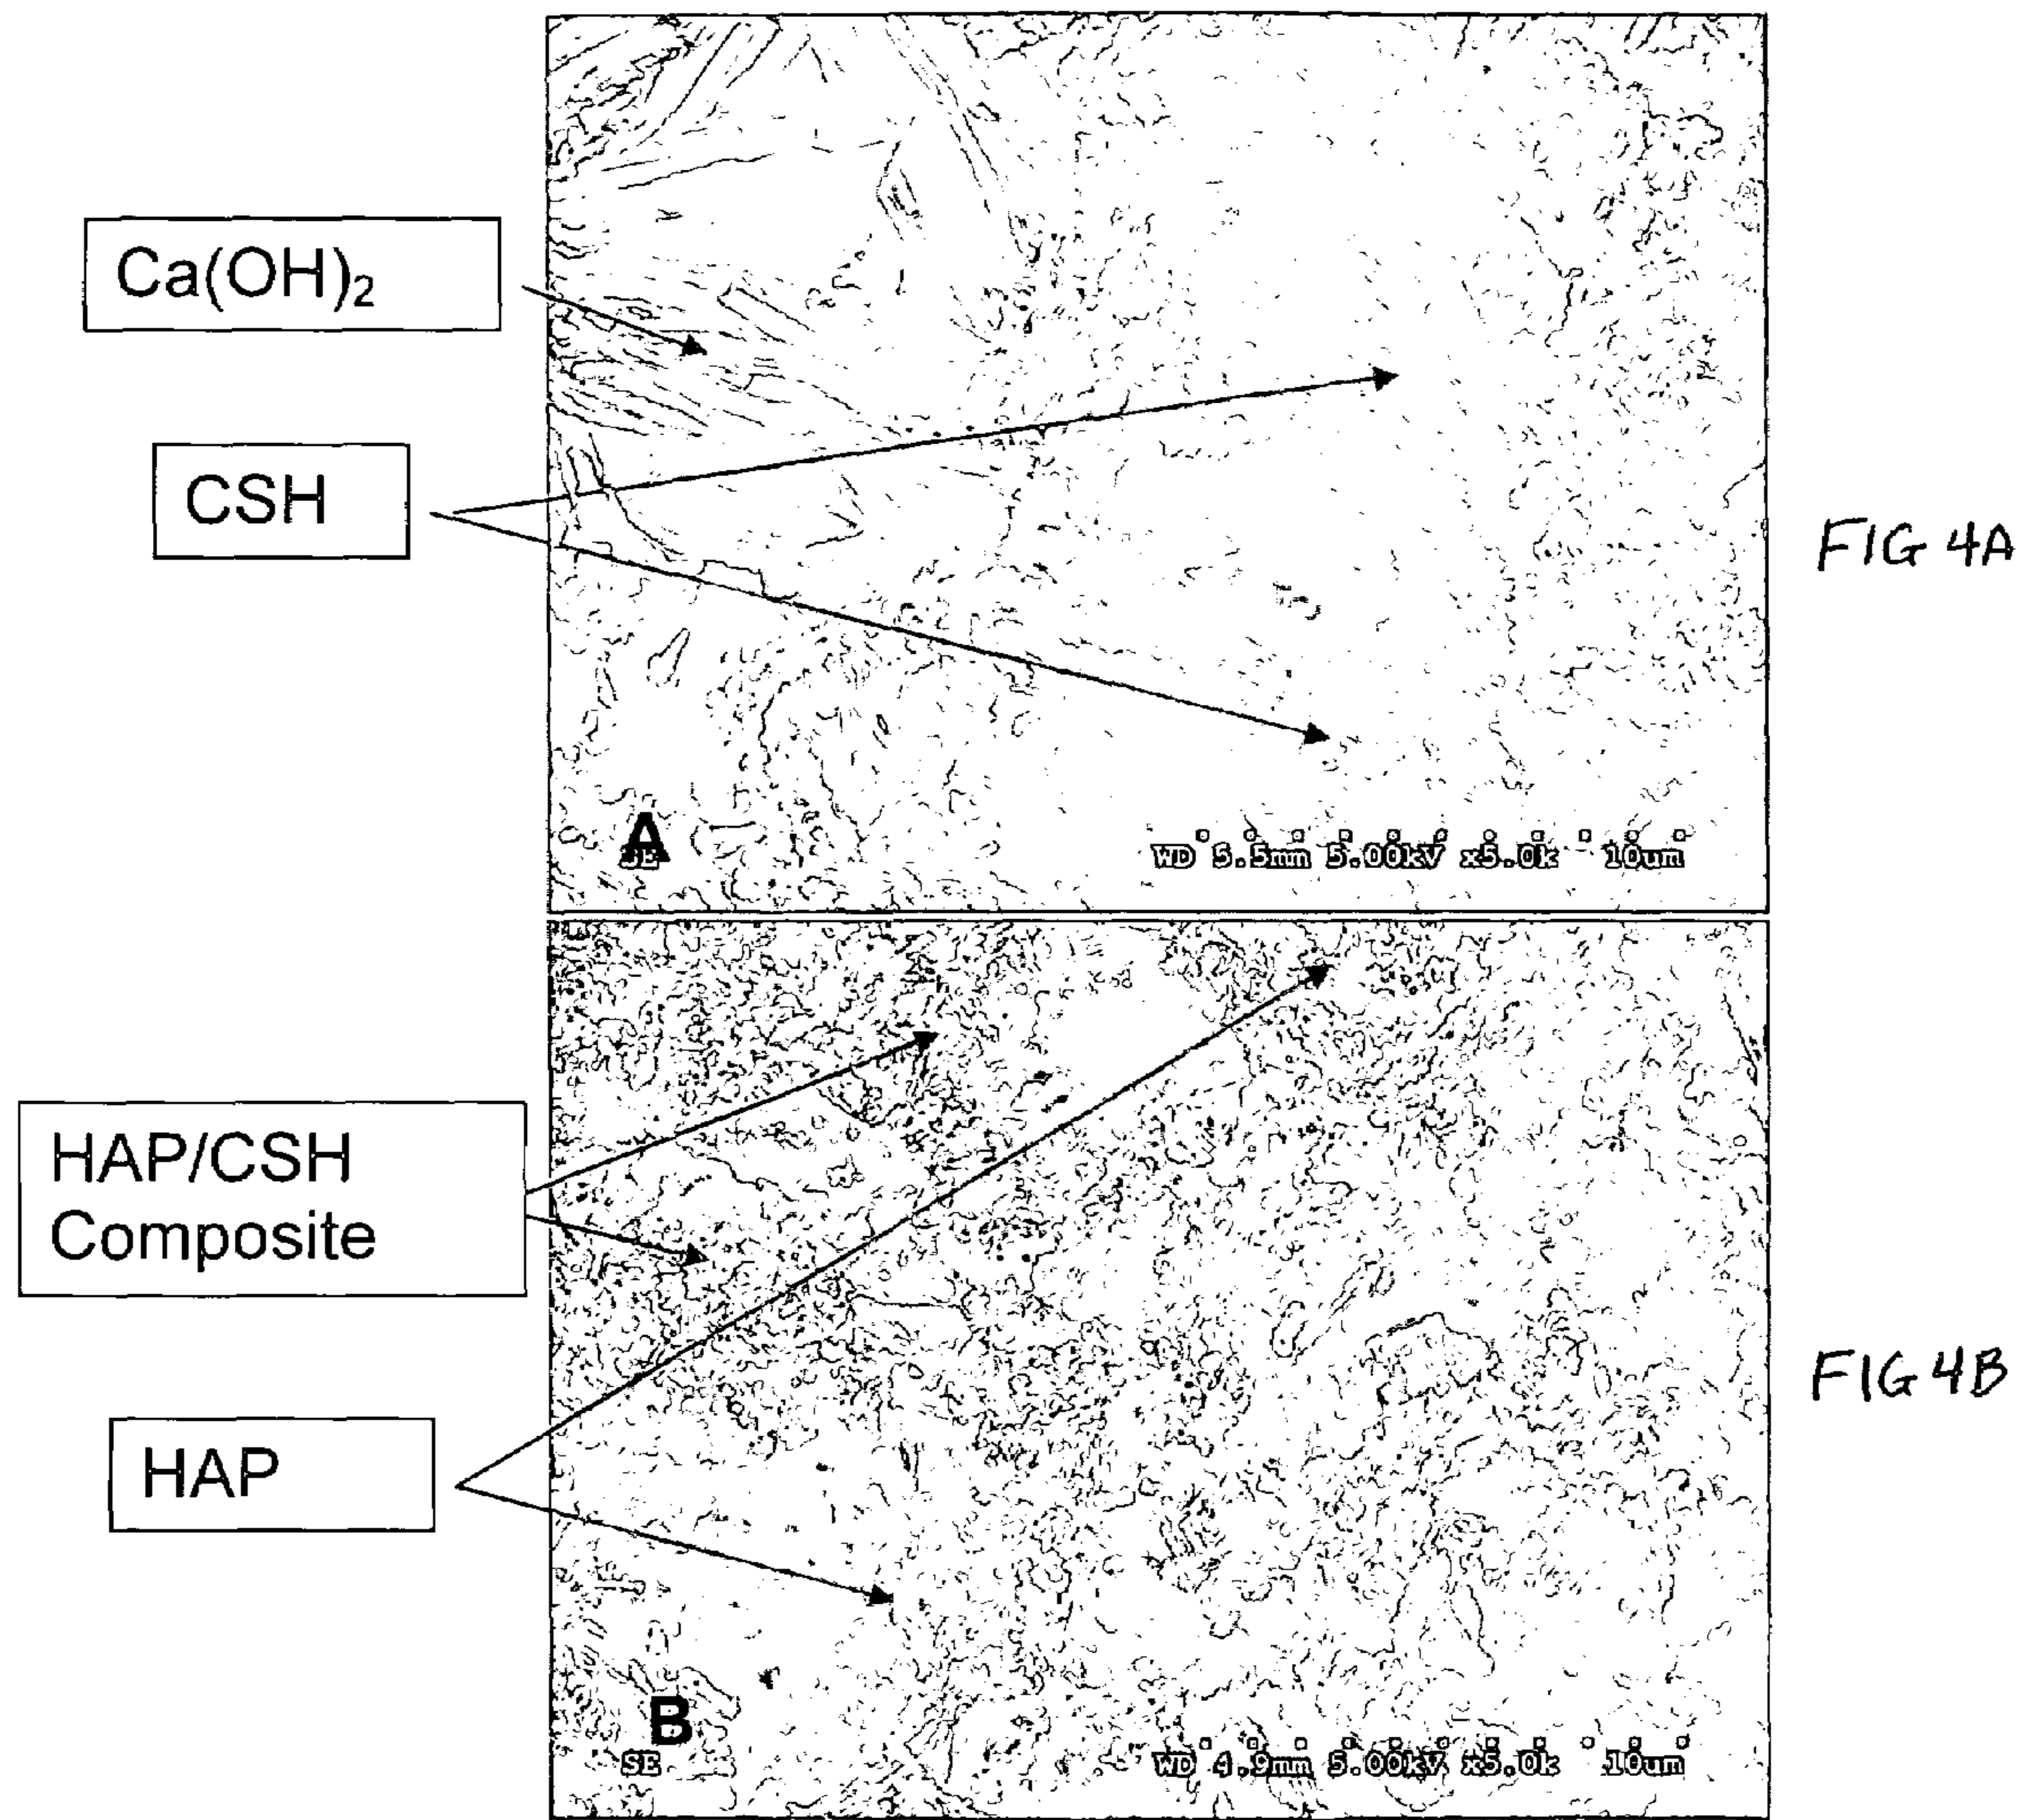 Ca(OH)₂
CSH
FIG 4A
A
SE
WD 5.5mm 5.00kV x5.0k 10um
HAP/CSH
Composite
HAP
FIG 4B
B
SE
WD 4.9mm 5.00kV x5.0k 10um